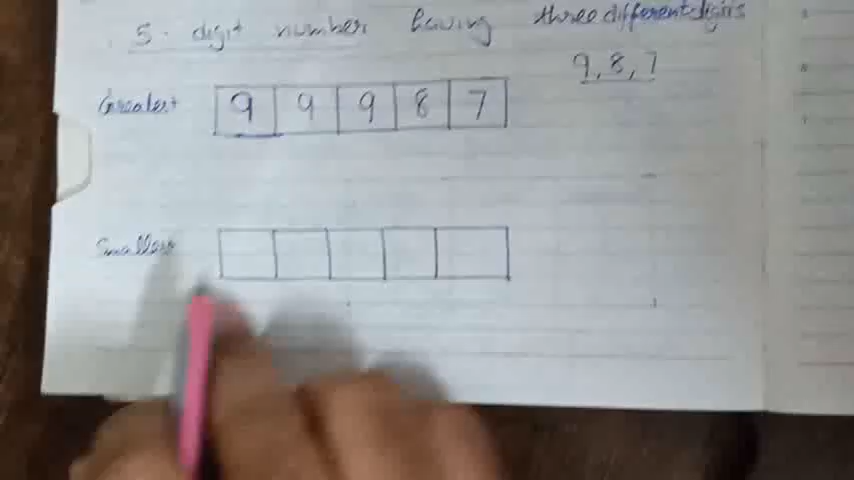 5. digit number having three different digits
9, 8, 7
Greatest 9 9 9 8 7
Smallest